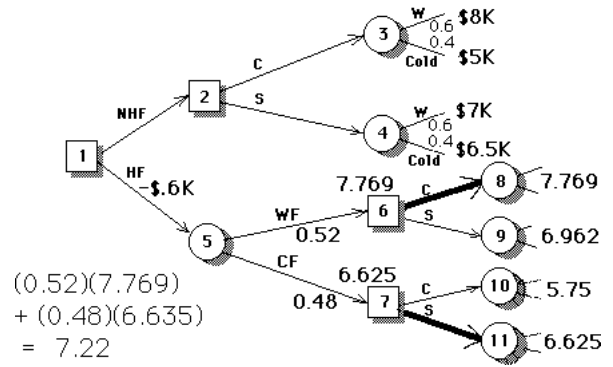 W $8K
3 0.6
0.4
C Cold $5K
2
NHF S W $7K
4 0.6
0.4
1 Cold $6.5K
HF
-$.6K 7.769 C 8 7.769
6
WF S
5 0.52 9 6.962
CF 6.625 C 10 5.75
0.48 7 S
11 6.625
(0.52)(7.769)
+ (0.48)(6.635)
= 7.22